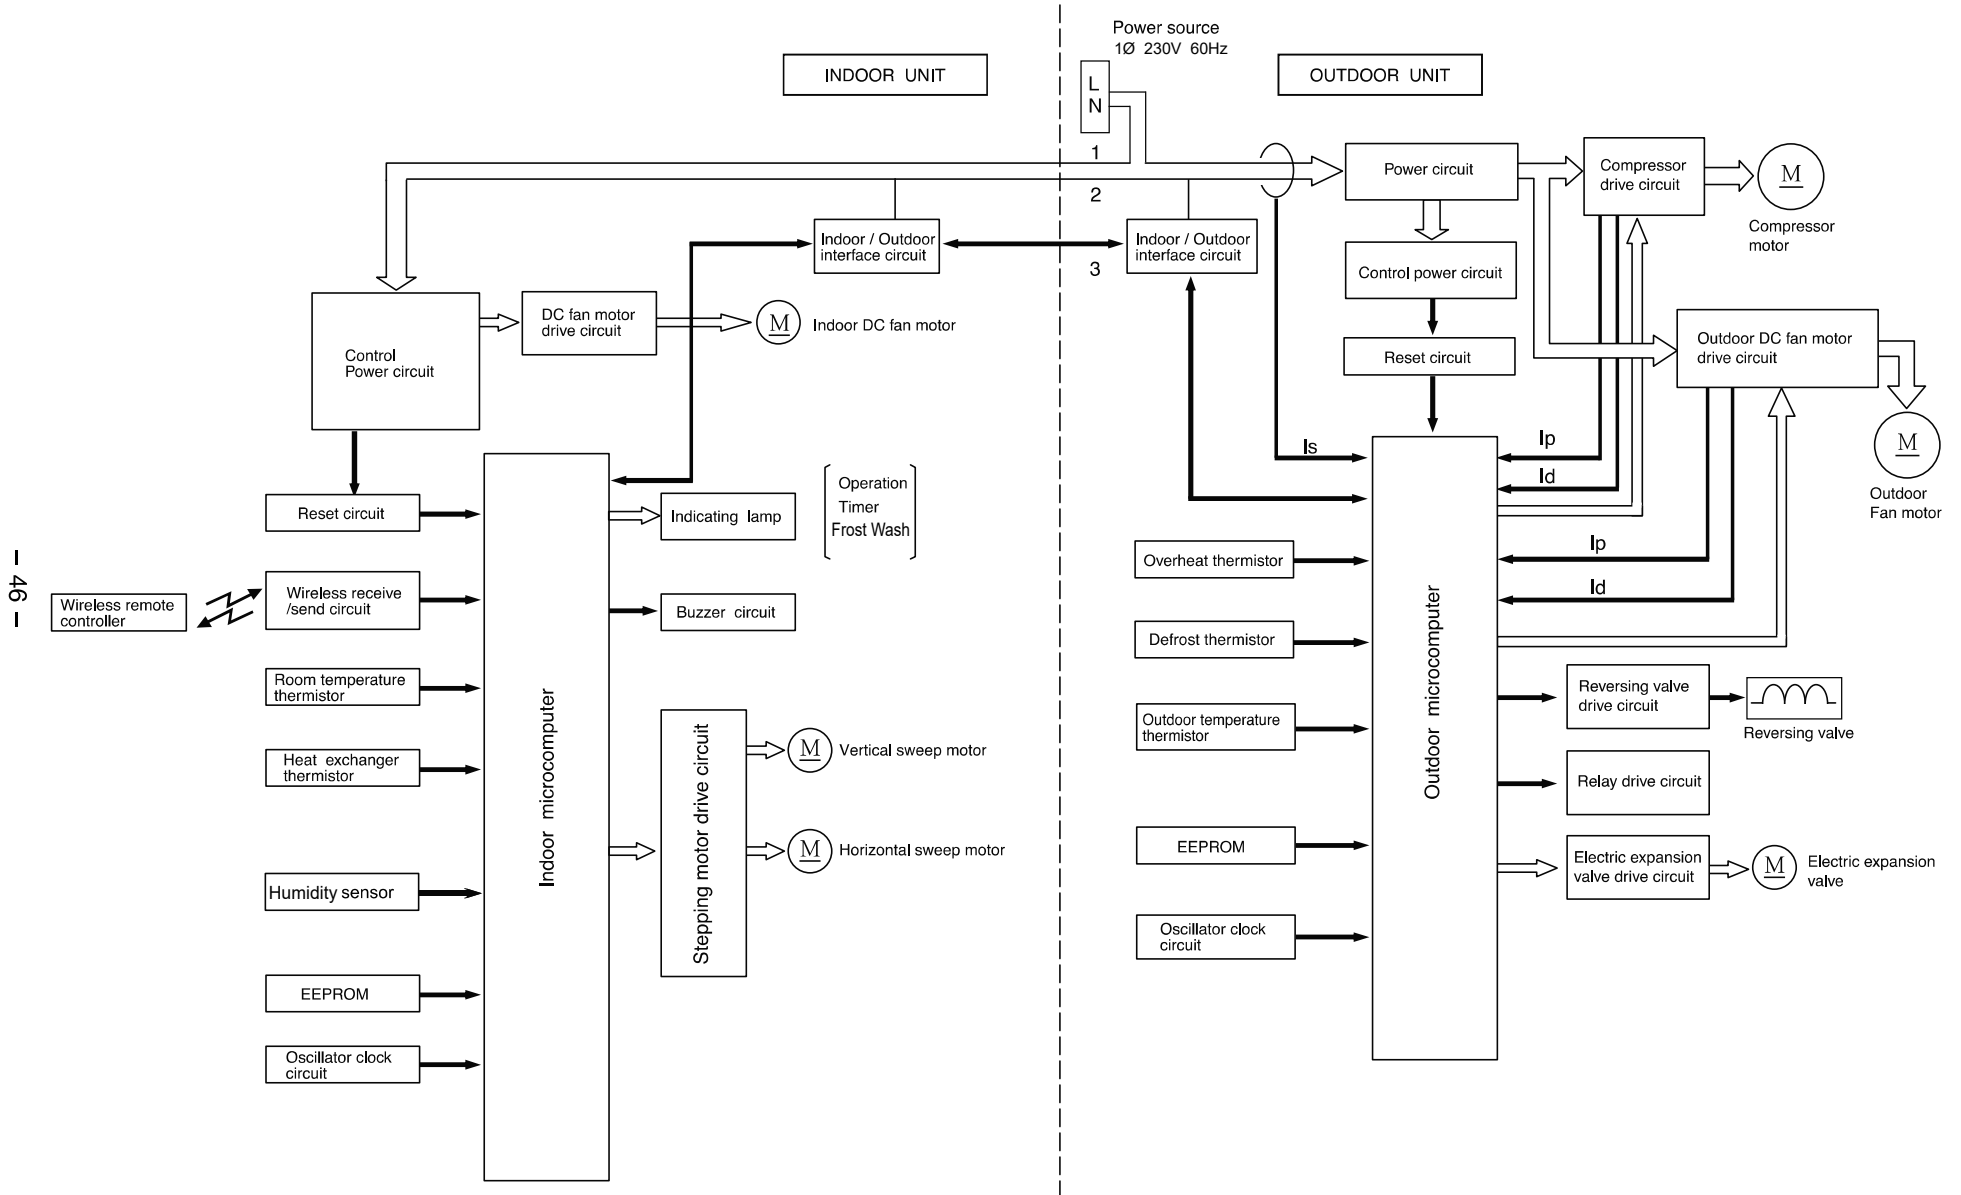 Power source
1Ø 230V 60Hz
INDOOR UNIT
OUTDOOR UNIT
L
N
1
2
3
Power circuit
Compressor
drive circuit
M
Compressor
motor
Indoor / Outdoor
interface circuit
Indoor / Outdoor
interface circuit
Control power circuit
Control
Power circuit
DC fan motor
drive circuit
M
Indoor DC fan motor
Reset circuit
Outdoor DC fan motor
drive circuit
M
Outdoor
Fan motor
Is
Ip
Id
Ip
Id
Reset circuit
Indicating lamp
Operation
Timer
Frost Wash
Wireless remote
controller
Wireless receive
/send circuit
Buzzer circuit
Room temperature
thermistor
Heat exchanger
thermistor
Humidity sensor
EEPROM
Oscillator clock
circuit
Indoor microcomputer
Stepping motor drive circuit
M
Vertical sweep motor
M
Horizontal sweep motor
Overheat thermistor
Defrost thermistor
Outdoor temperature
thermistor
EEPROM
Oscillator clock
circuit
Outdoor microcomputer
Reversing valve
drive circuit
Reversing valve
Relay drive circuit
Electric expansion
valve drive circuit
M
Electric expansion
valve
– 46 –